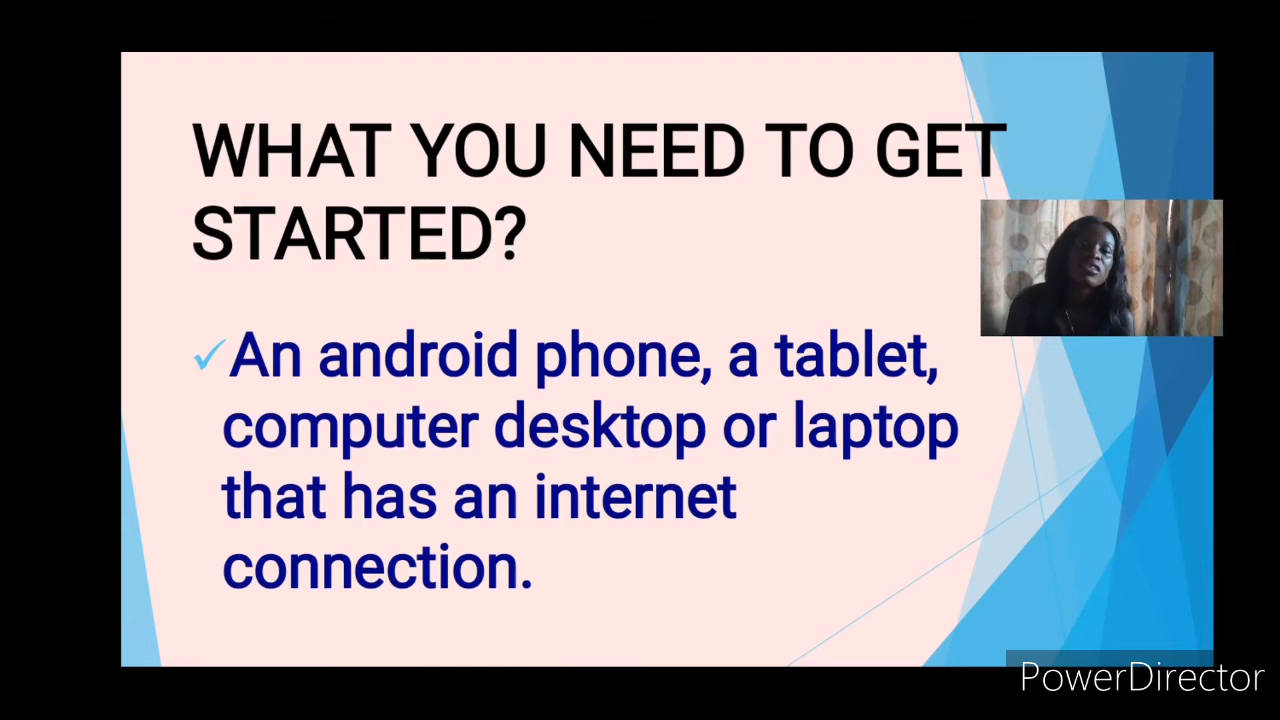 WHAT YOU NEED TO GET
STARTED?
✓An android phone, a tablet,
computer desktop or laptop
that has an internet
connection.
PowerDirector